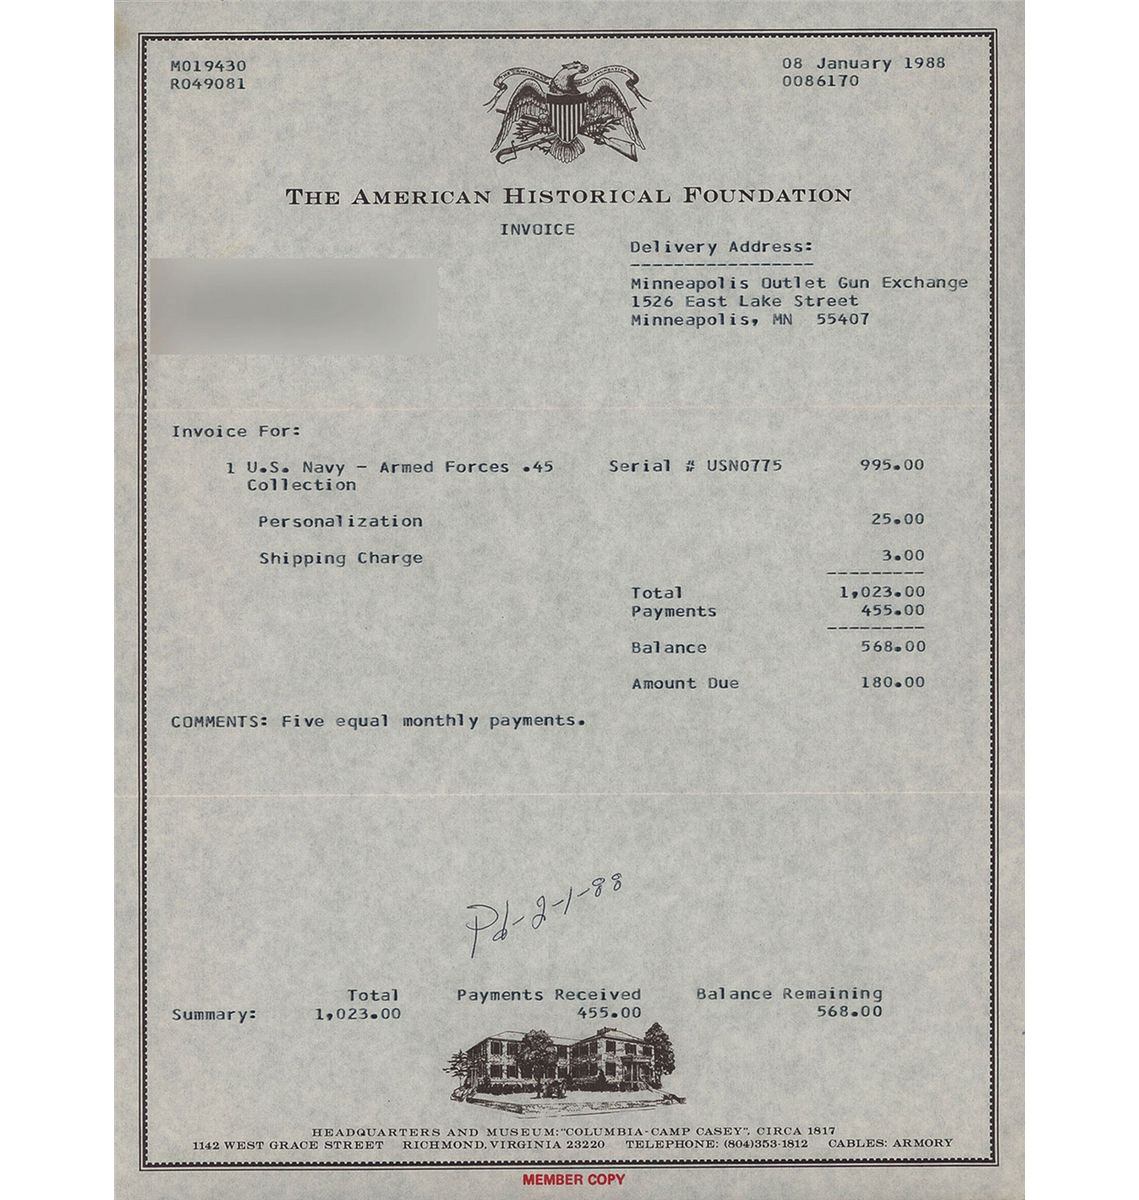 M019430
R049081
08 January 1988
0086170
THE AMERICAN HISTORICAL FOUNDATION
INVOICE
Delivery Address:
Minneapolis Outlet Gun Exchange
1526 East Lake Street
Minneapolis, MN 55407
Invoice For:
1 U.S. Navy - Armed Forces .45 Serial # USN0775 995.00
Collection
Personalization 25.00
Shipping Charge 3.00
Total 1,023.00
Payments 455.00
Balance 568.00
Amount Due 180.00
COMMENTS: Five equal monthly payments.
Pd-2-1-88
Total Payments Received Balance Remaining
Summary: 1,023.00 455.00 568.00
HEADQUARTERS AND MUSEUM: "COLUMBIA-CAMP CASEY", CIRCA 1817
1142 WEST GRACE STREET RICHMOND, VIRGINIA 23220 TELEPHONE: (804)353-1812 CABLES: ARMORY
MEMBER COPY